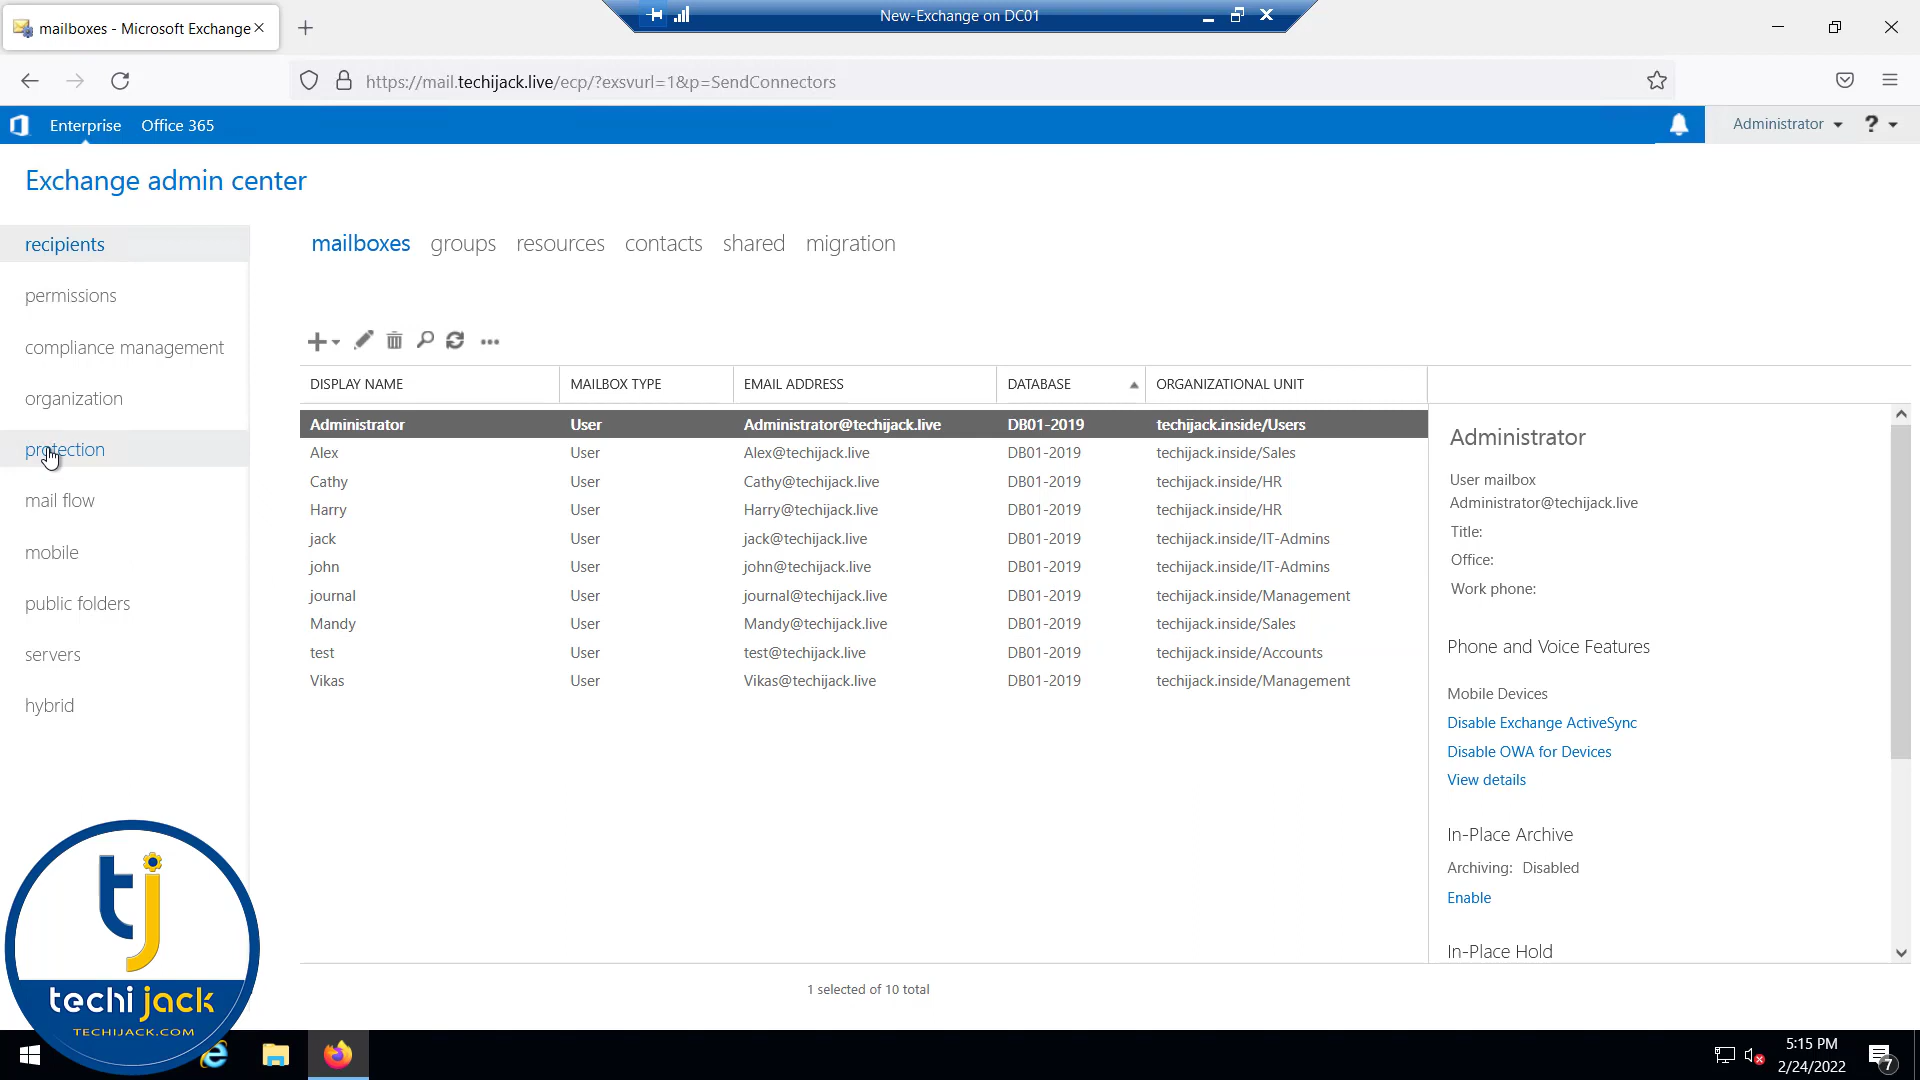 mailboxes - Microsoft Exchange
New-Exchange on DC01
https://mail.techijack.live/ecp/?exsvurl=1&p=SendConnectors
Enterprise Office 365
Administrator ?
Exchange admin center
recipients
permissions
compliance management
organization
protection
mail flow
mobile
public folders
servers
hybrid
mailboxes groups resources contacts shared migration
DISPLAY NAME MAILBOX TYPE EMAIL ADDRESS DATABASE ORGANIZATIONAL UNIT
Administrator User Administrator@techijack.live DB01-2019 techijack.inside/Users
Alex User Alex@techijack.live DB01-2019 techijack.inside/Sales
Cathy User Cathy@techijack.live DB01-2019 techijack.inside/HR
Harry User Harry@techijack.live DB01-2019 techijack.inside/HR
jack User jack@techijack.live DB01-2019 techijack.inside/IT-Admins
john User john@techijack.live DB01-2019 techijack.inside/IT-Admins
journal User journal@techijack.live DB01-2019 techijack.inside/Management
Mandy User Mandy@techijack.live DB01-2019 techijack.inside/Sales
test User test@techijack.live DB01-2019 techijack.inside/Accounts
Vikas User Vikas@techijack.live DB01-2019 techijack.inside/Management
1 selected of 10 total
Administrator
User mailbox
Administrator@techijack.live
Title:
Office:
Work phone:
Phone and Voice Features
Mobile Devices
Disable Exchange ActiveSync
Disable OWA for Devices
View details
In-Place Archive
Archiving: Disabled
Enable
In-Place Hold
tj
techi jack
TECHIJACK.COM
5:15 PM
2/24/2022
7